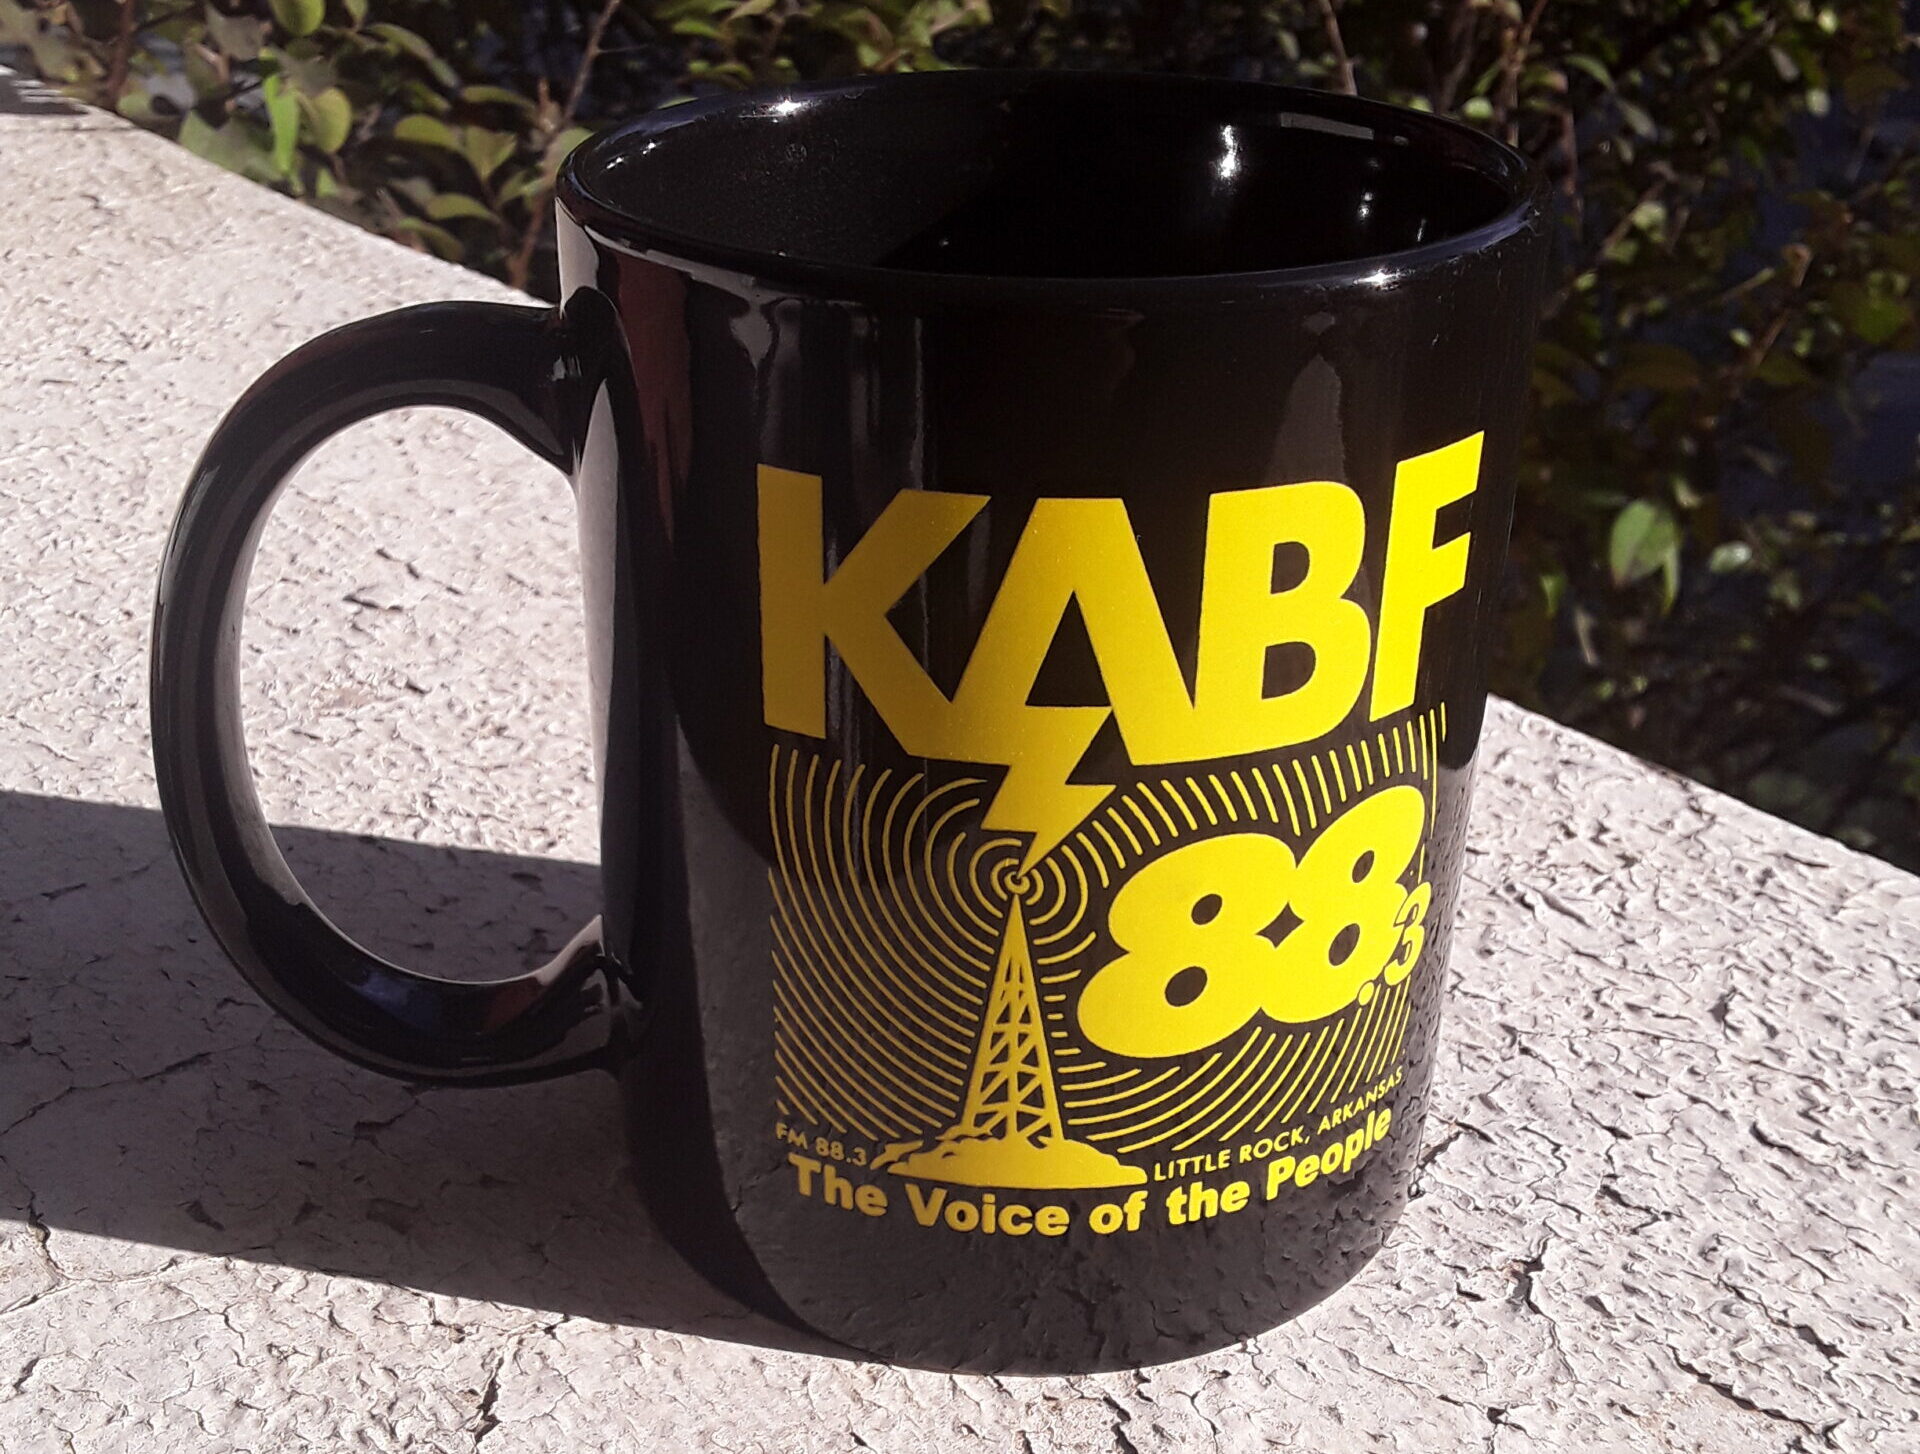 KABF
88.3
FM 88.3 LITTLE ROCK, ARKANSAS
The Voice of the People